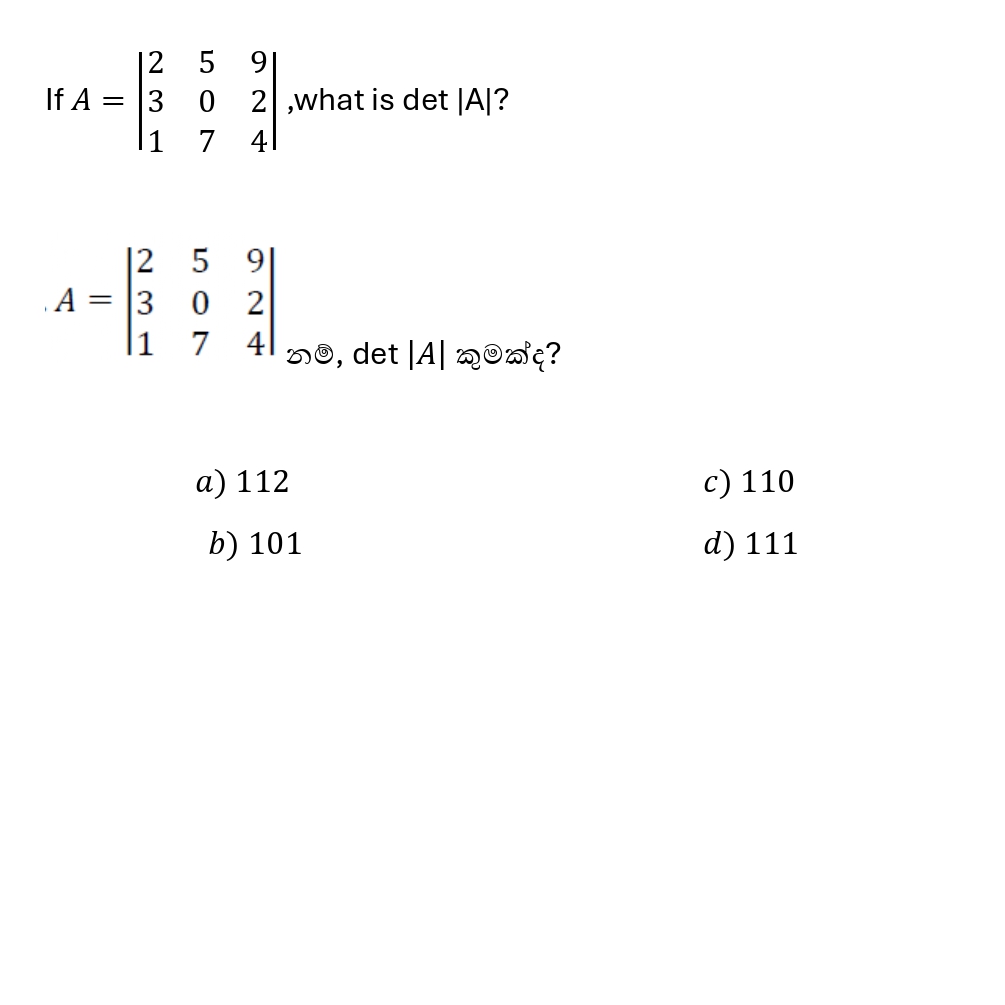 If A = |2 5 9| ,what is det |A|?
|3 0 2|
|1 7 4|
. A = |2 5 9|
|3 0 2|
|1 7 4| නම්, det |A| කුමක්ද?
a) 112 c) 110
b) 101 d) 111